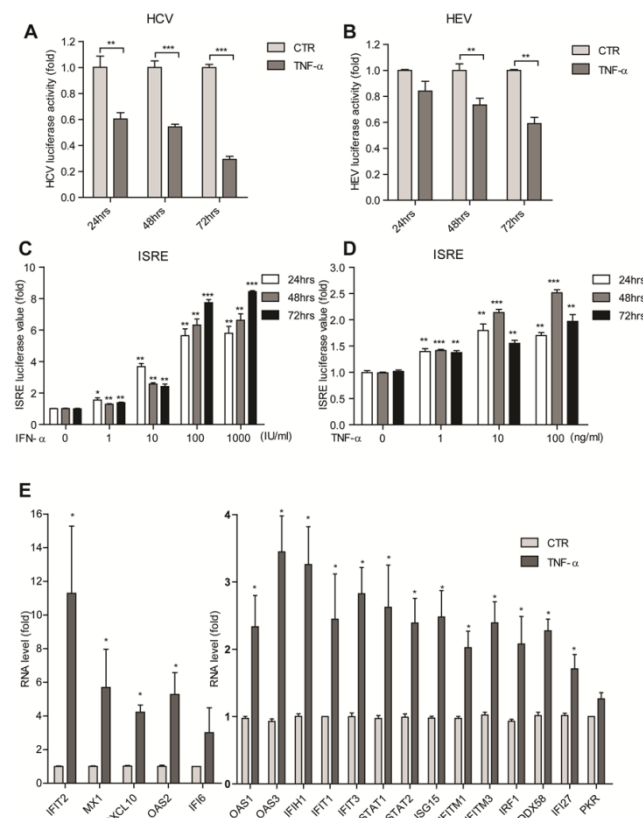 HCV
HEV
A
B
CTR
TNF-α
CTR
TNF-α
HCV luciferase activity (fold)
1.2
1.0
0.8
0.6
0.4
0.2
0.0
** *** ***
24hrs 48hrs 72hrs
HEV luciferase activity (fold)
1.2
1.0
0.8
0.6
0.4
0.2
0.0
** **
24hrs 48hrs 72hrs
C
ISRE
24hrs
48hrs
72hrs
ISRE luciferase value (fold)
10
8
6
4
2
0
* ** **
** ** **
** ** ***
** ** ***
IFN-α 0 1 10 100 1000 (IU/ml)
D
ISRE
24hrs
48hrs
72hrs
ISRE luciferase value (fold)
3.0
2.5
2.0
1.5
1.0
0.5
0.0
** *** **
** *** **
** *** **
TNF-α 0 1 10 100 (ng/ml)
E
CTR
TNF-α
RNA level (fold)
16
14
12
10
8
6
4
2
0
* * * *
IFIT2 MX1 XCL10 OAS2 IFI6
RNA level (fold)
4
3
2
1
0
* * * * * * * * * * * * *
OAS1 OAS3 IFIH1 IFIT1 IFIT3 STAT1 STAT2 ISG15 IFITM1 IFITM3 IRF1 DDX58 IFI27 PKR